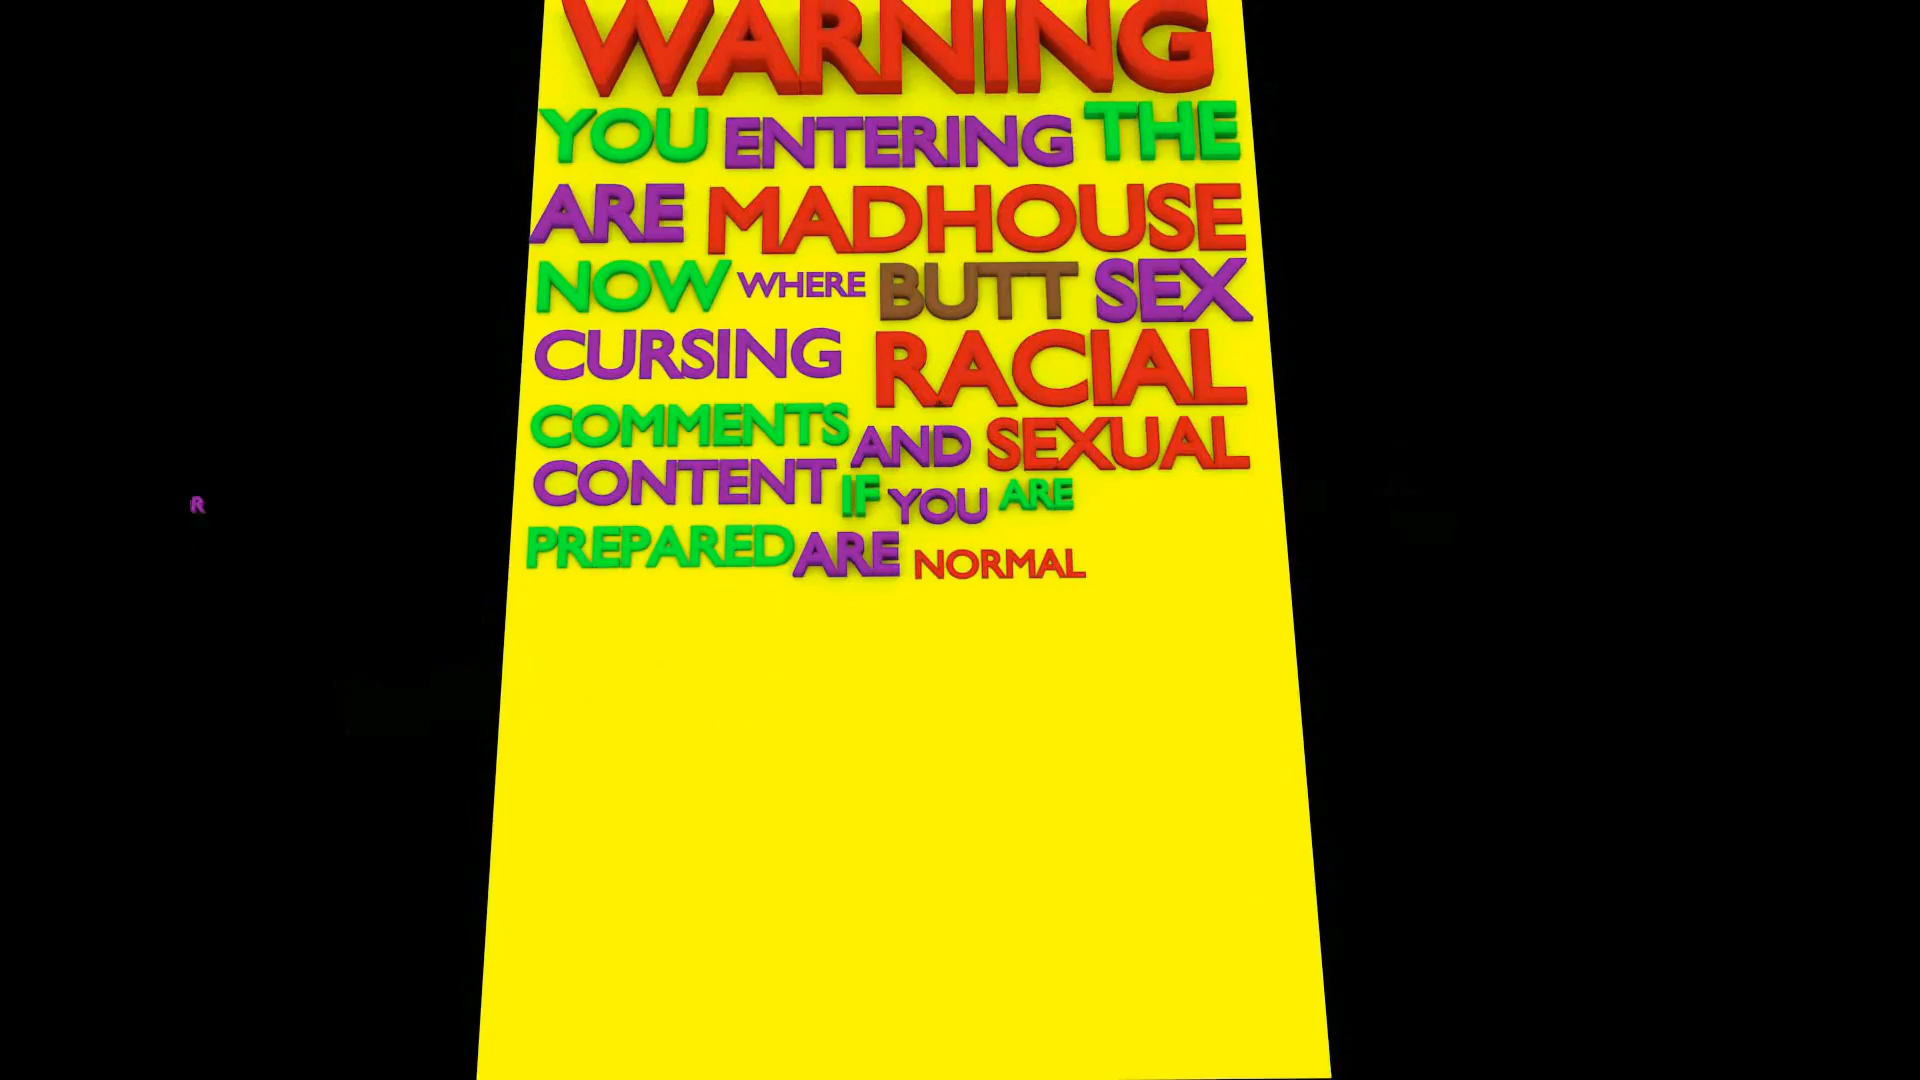 WARNING
YOU ENTERING THE
ARE MADHOUSE
NOW WHERE BUTT SEX
CURSING RACIAL
COMMENTS AND SEXUAL
CONTENT IF YOU ARE
PREPARED ARE NORMAL
R